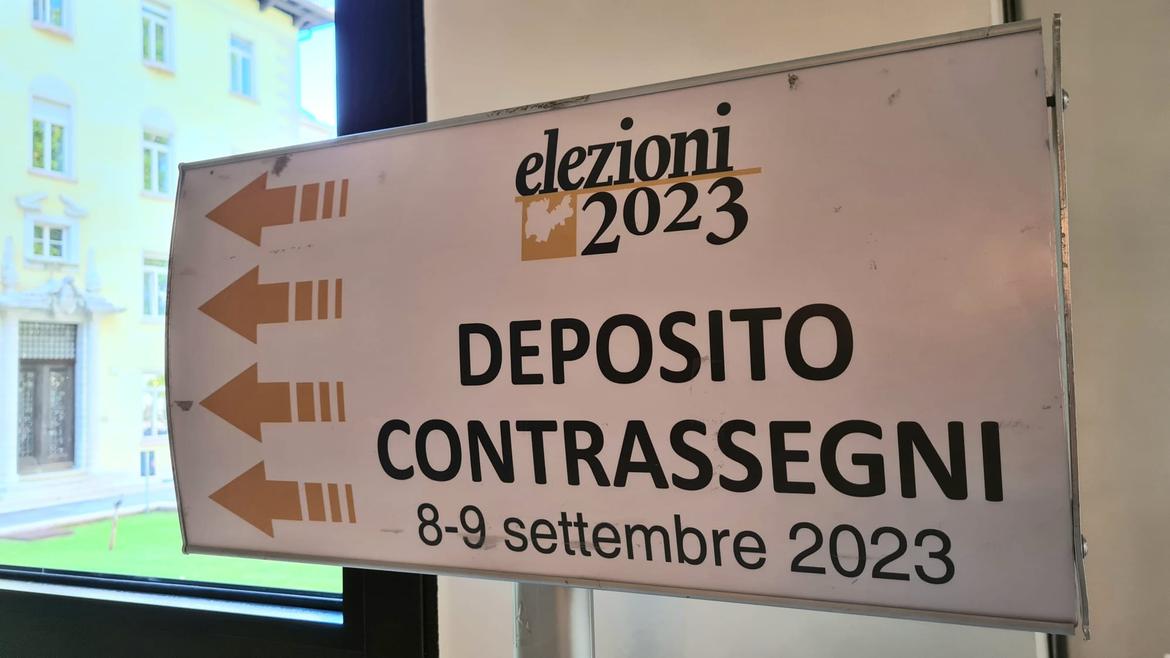 elezioni
2023
DEPOSITO
CONTRASSEGNI
8-9 settembre 2023